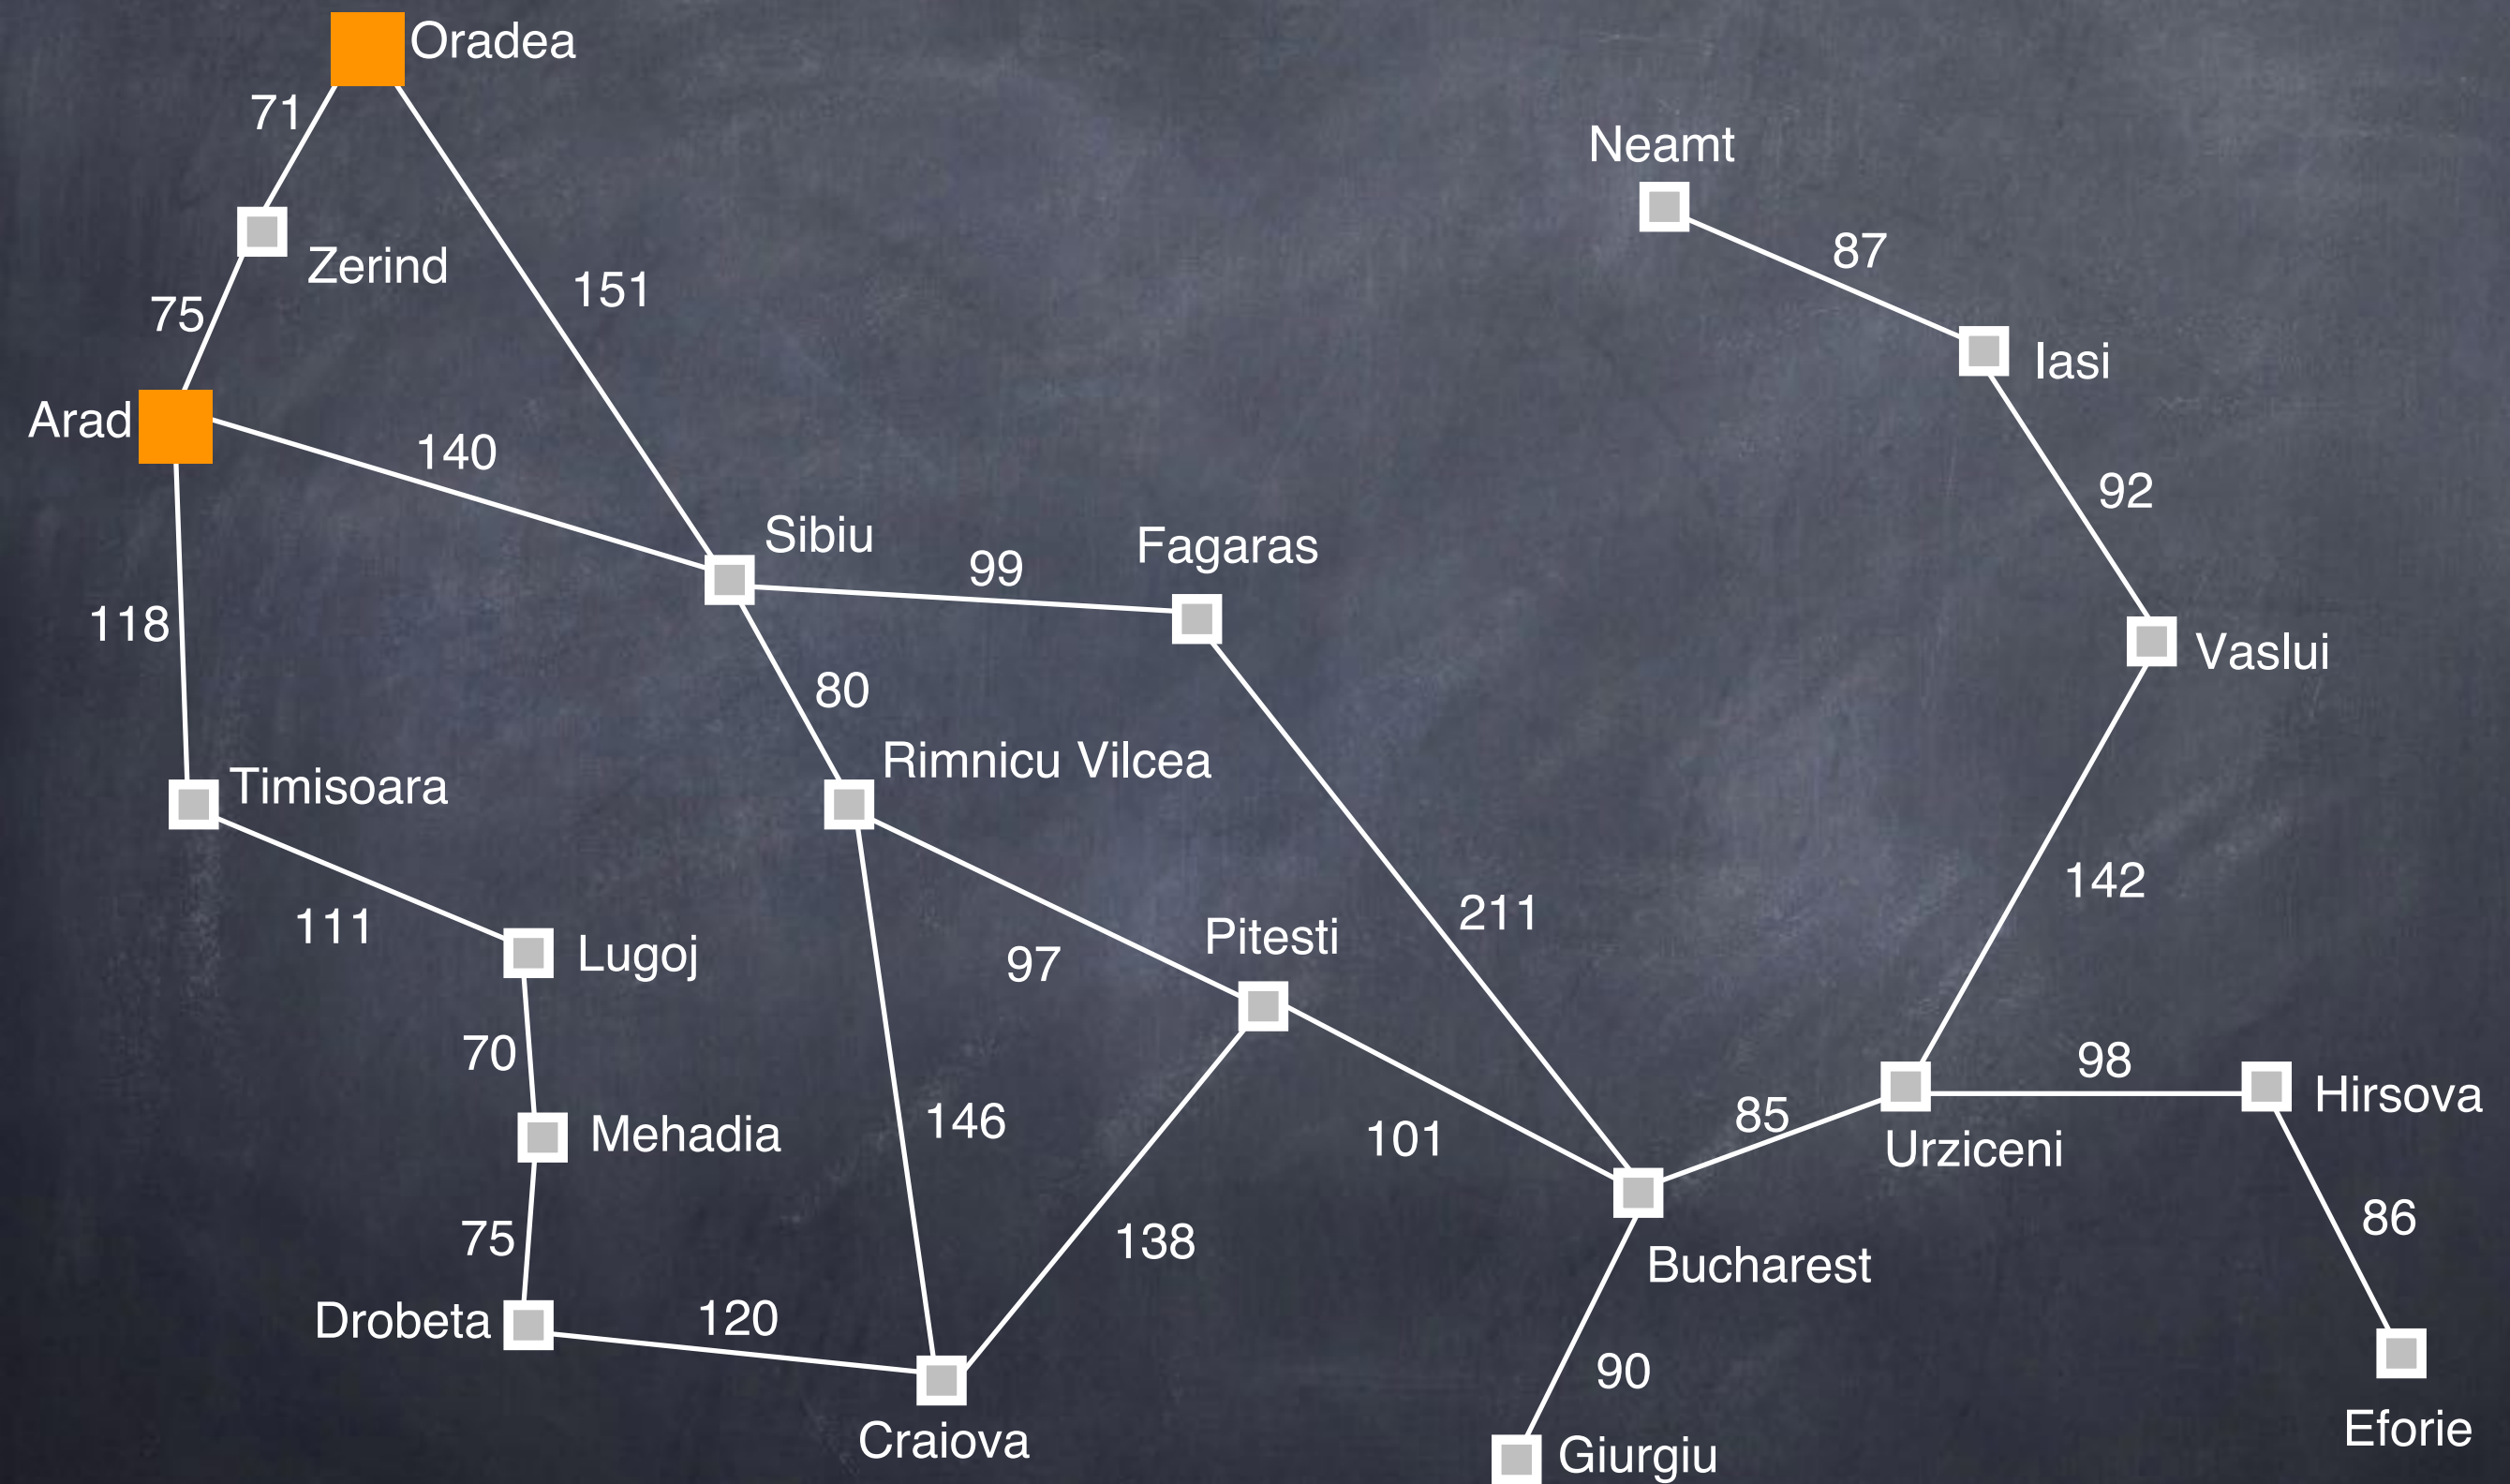 Oradea
71
Neamt
Zerind
87
151
75
Iasi
Arad
140
92
Sibiu
Fagaras
99
118
Vaslui
80
Rimnicu Vilcea
Timisoara
142
211
111
Pitesti
Lugoj
97
70
98
Hirsova
85
146
Mehadia
101
Urziceni
86
75
138
Bucharest
Drobeta
120
90
Eforie
Craiova
Giurgiu